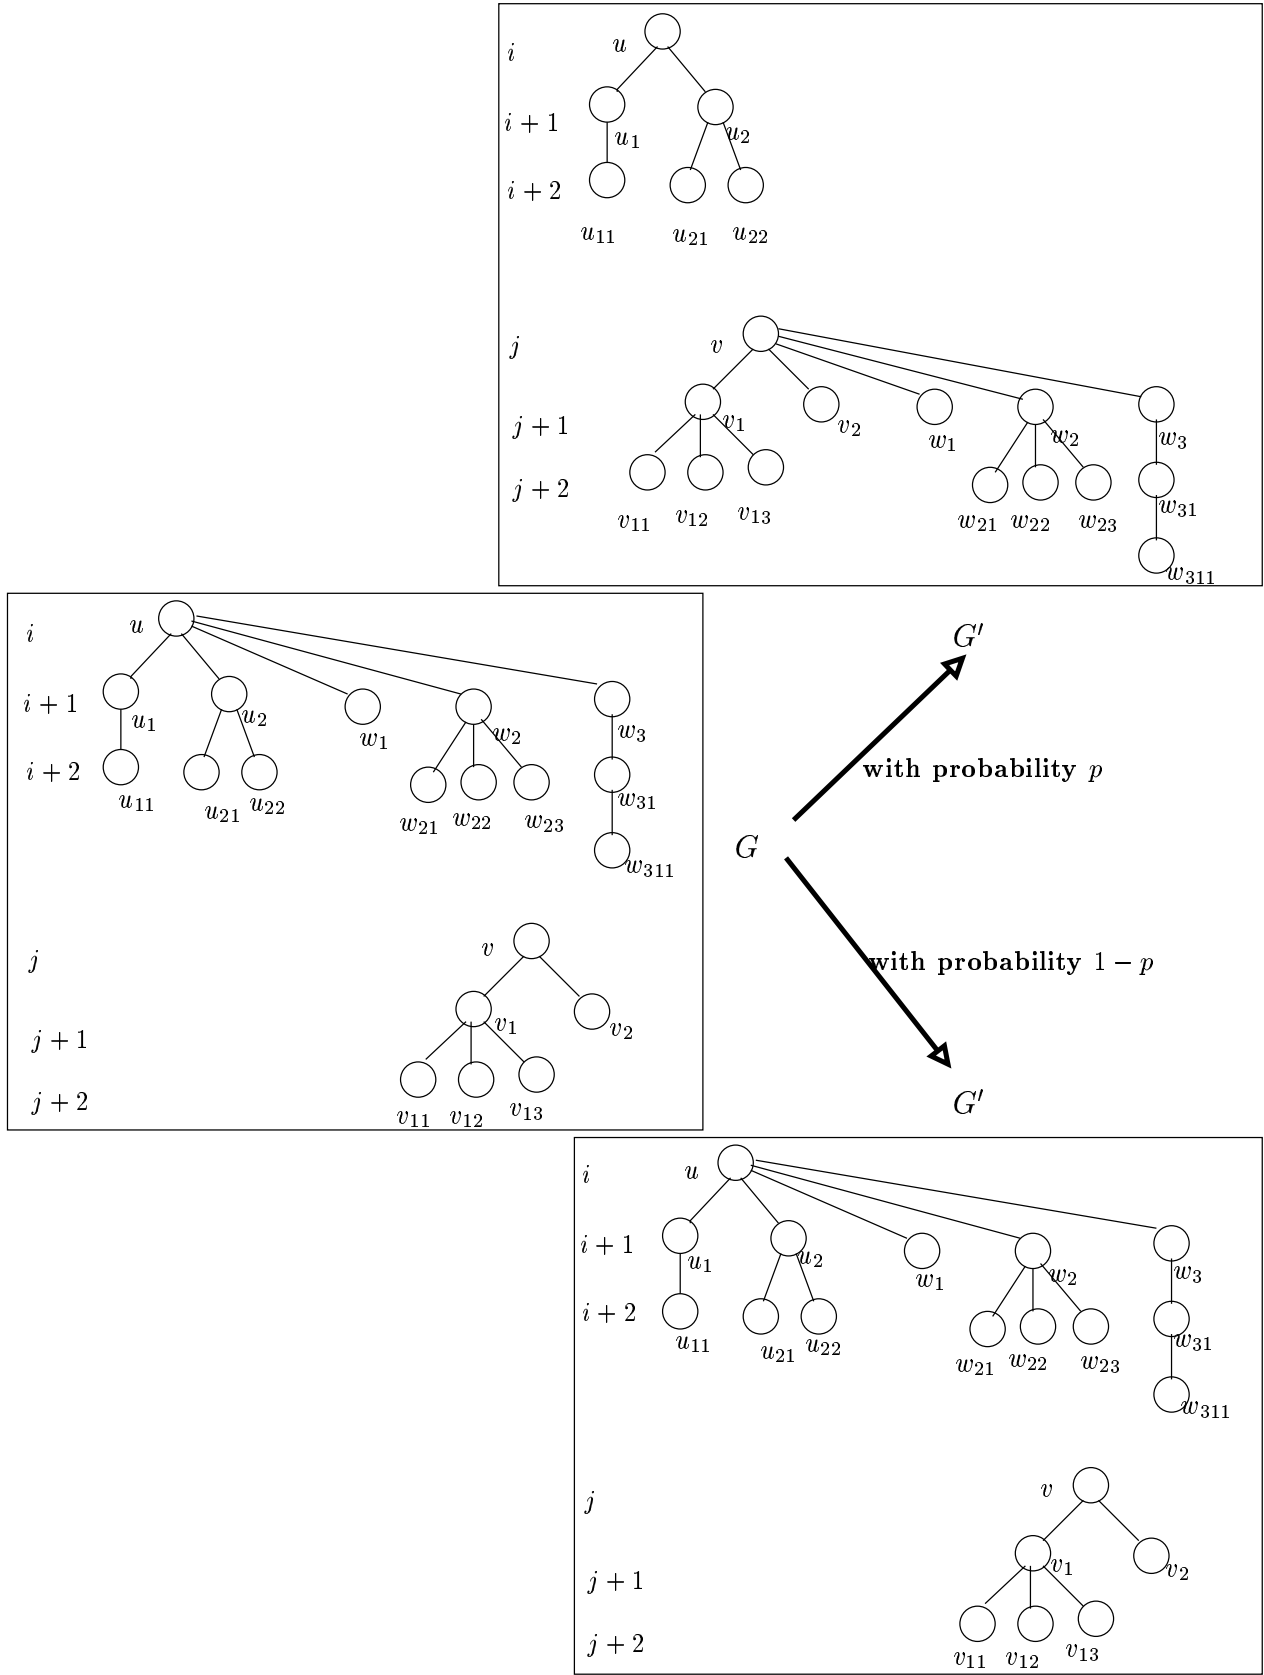 u
i
i + 1
u1
u2
i + 2
u11 u21 u22
j
v
j + 1
v1 v2 w1 w2 w3
j + 2
v11 v12 v13 w21 w22 w23 w31
w311
i
u
i + 1
u1 u2 w1 w2 w3
i + 2
u11 u21 u22 w21 w22 w23 w31
w311
j
v
j + 1
v1 v2
j + 2
v11 v12 v13
G′
with probability p
G
with probability 1 − p
G′
i
u
i + 1
u1 u2 w1 w2 w3
i + 2
u11 u21 u22 w21 w22 w23 w31
w311
j
v
j + 1
v1 v2
j + 2
v11 v12 v13